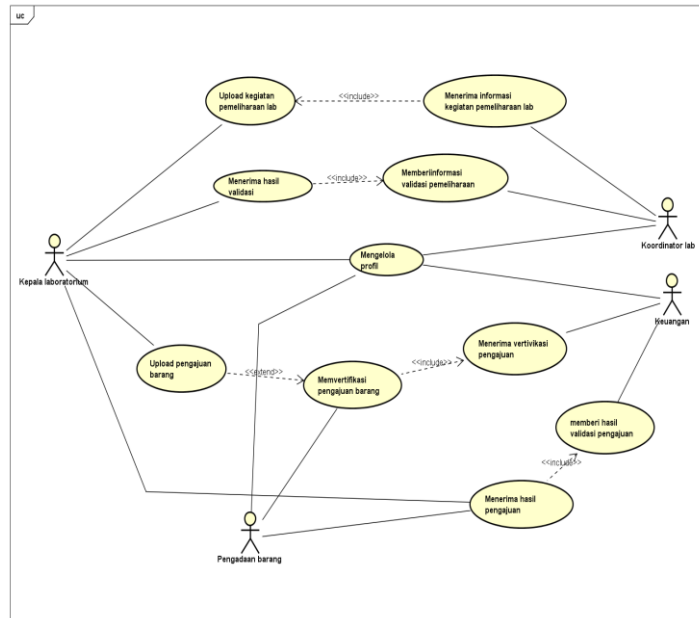 uc
Upload kegiatan
pemeliharaan lab
<<include>>
Menerima informasi
kegiatan pemeliharaan lab
Menerima hasil
validasi
<<include>>
Memberiinformasi
validasi pemeliharaan
Kepala laboratorium
Mengelola
profil
Koordinator lab
Keuangan
Upload pengajuan
barang
<<extend>>
Memvertifikasi
pengajuan barang
<<include>>
Menerima vertivikasi
pengajuan
memberi hasil
validasi pengajuan
<<include>>
Menerima hasil
pengajuan
Pengadaan barang